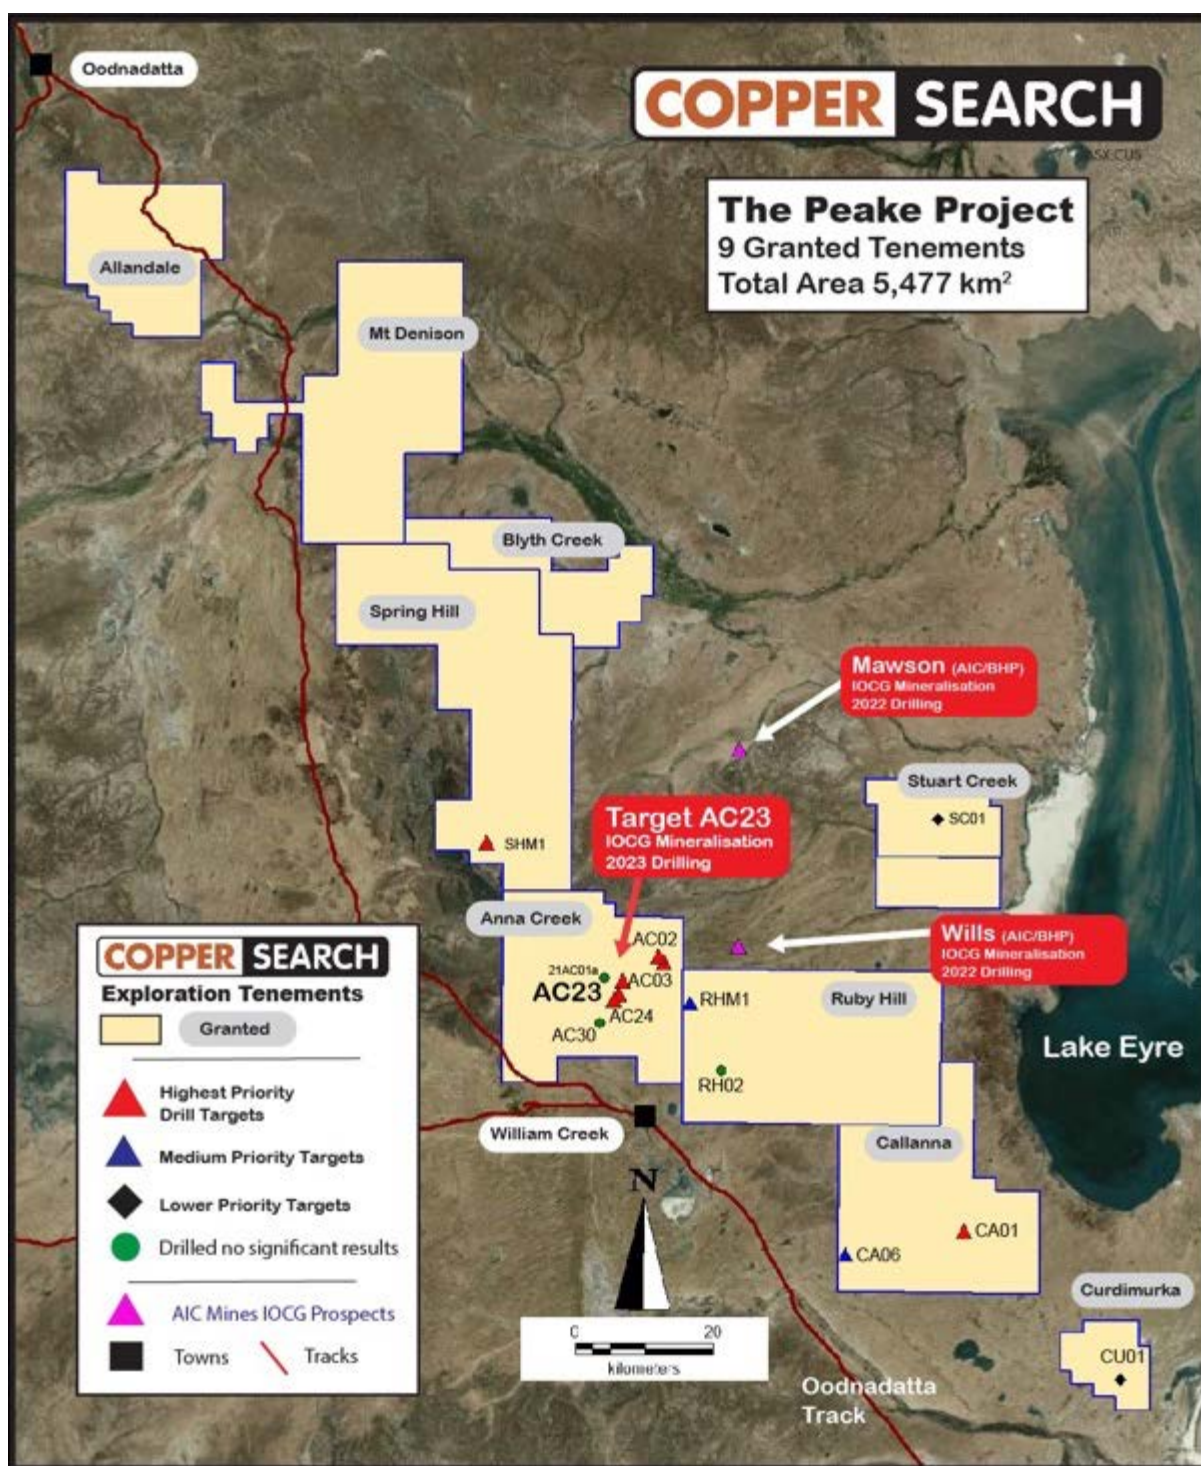 Oodnadatta
COPPER SEARCH
ASX:CUS
The Peake Project
9 Granted Tenements
Total Area 5,477 km²
Allandale
Mt Denison
Blyth Creek
Spring Hill
Mawson (AIC/BHP)
IOCG Mineralisation
2022 Drilling
Stuart Creek
SC01
Target AC23
IOCG Mineralisation
2023 Drilling
SHM1
Anna Creek
AC02
21AC01a
AC03
AC23
AC24
AC30
Wills (AIC/BHP)
IOCG Mineralisation
2022 Drilling
RHM1
Ruby Hill
RH02
Lake Eyre
William Creek
Callanna
CA01
CA06
Curdimurka
CU01
N
0 20
kilometers
Oodnadatta
Track
COPPER SEARCH
Exploration Tenements
Granted
Highest Priority
Drill Targets
Medium Priority Targets
Lower Priority Targets
Drilled no significant results
AIC Mines IOCG Prospects
Towns Tracks